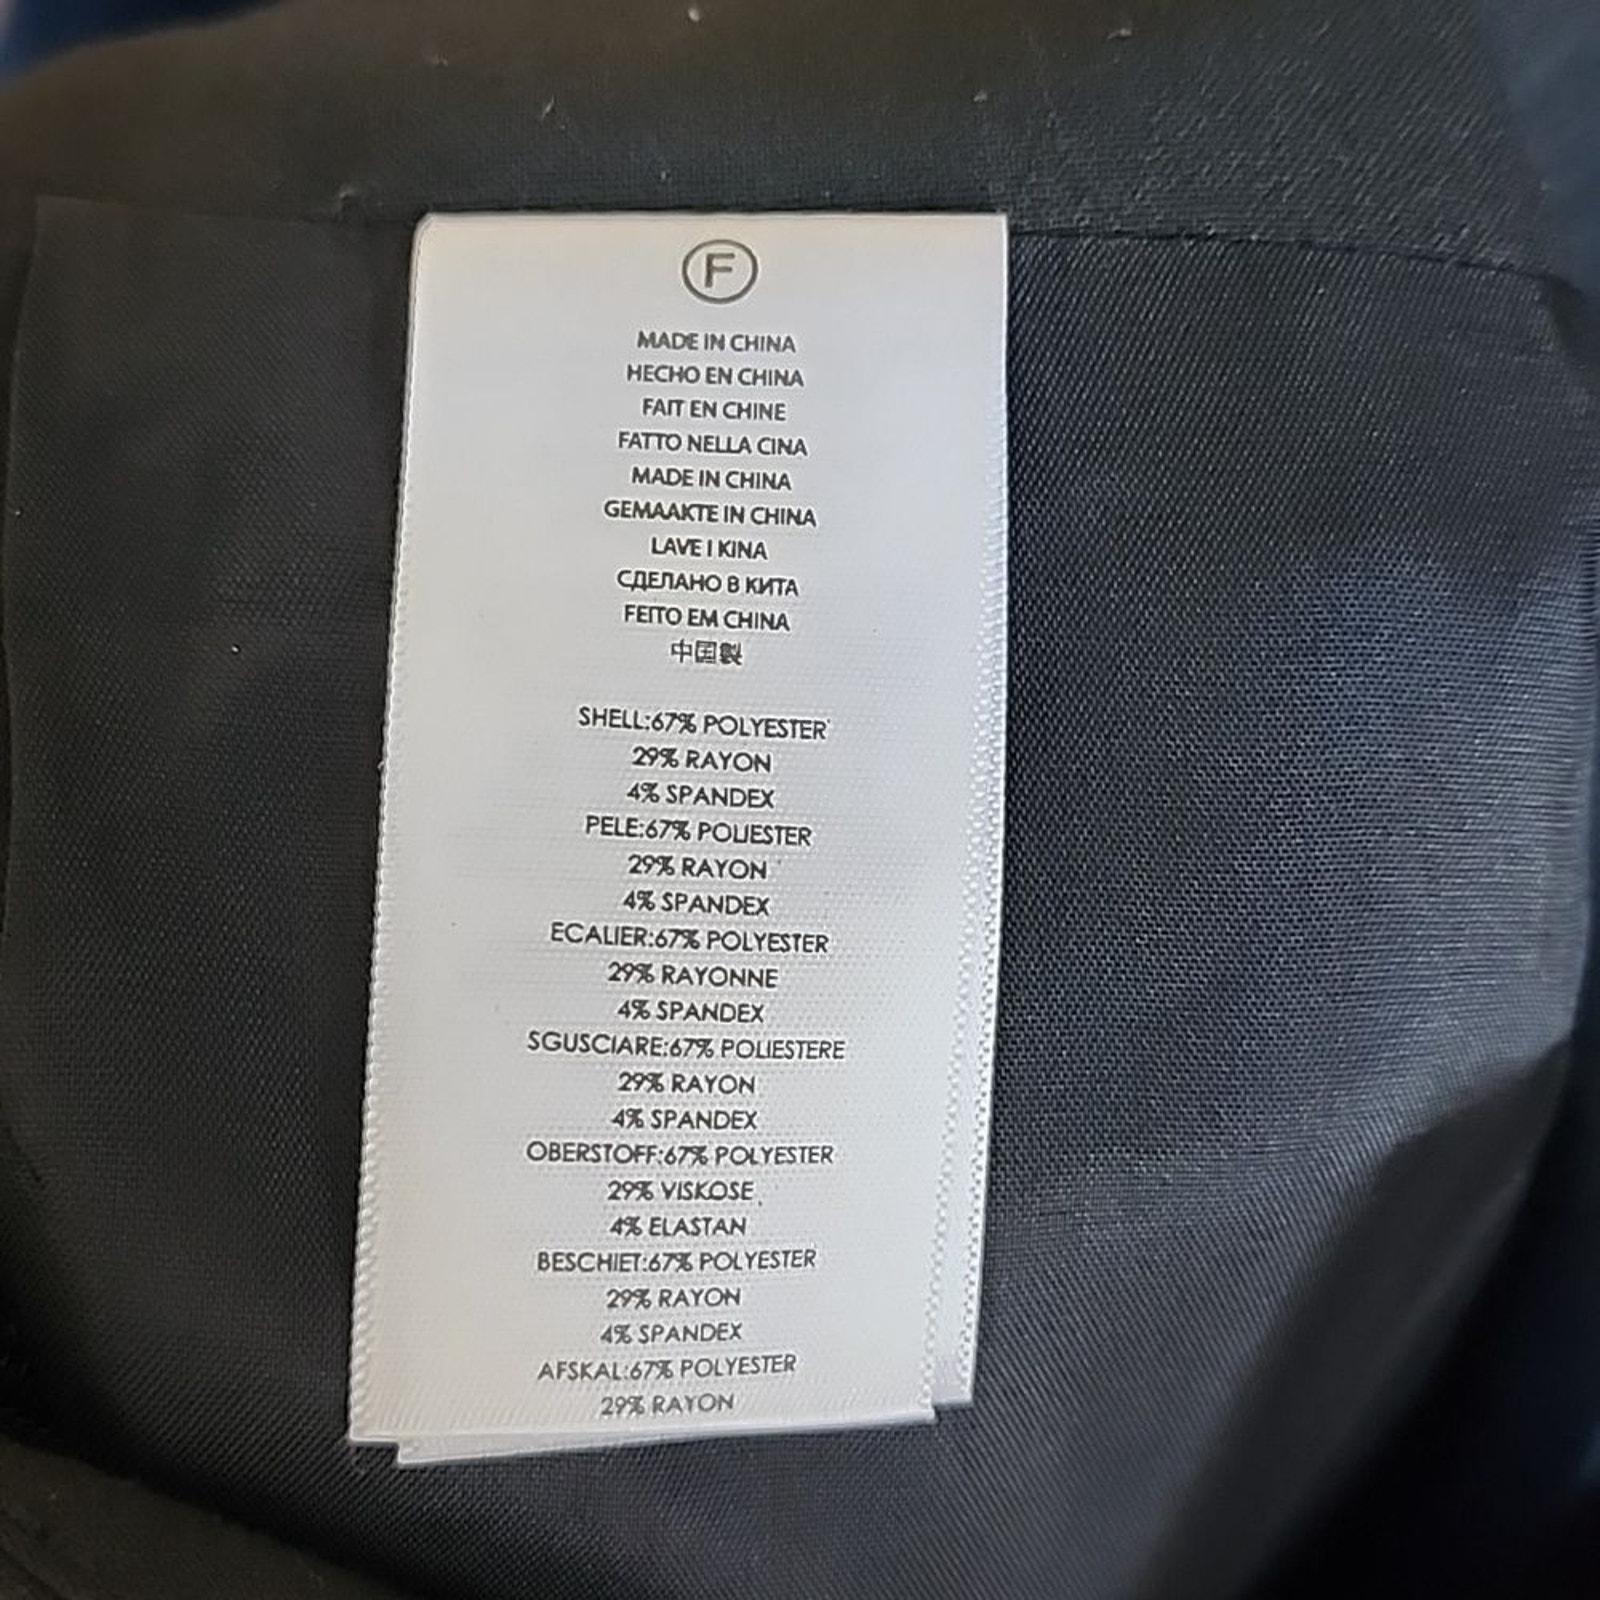 F
MADE IN CHINA
HECHO EN CHINA
FAIT EN CHINE
FATTO NELLA CINA
MADE IN CHINA
GEMAAKTE IN CHINA
LAVE I KINA
СДЕЛАНО В КИТА
FEITO EM CHINA
中国製
SHELL:67% POLYESTER
29% RAYON
4% SPANDEX
PELE:67% POLIESTER
29% RAYON
4% SPANDEX
ECALIER:67% POLYESTER
29% RAYONNE
4% SPANDEX
SGUSCIARE:67% POLIESTERE
29% RAYON
4% SPANDEX
OBERSTOFF:67% POLYESTER
29% VISKOSE
4% ELASTAN
BESCHIET:67% POLYESTER
29% RAYON
4% SPANDEX
AFSKAL:67% POLYESTER
29% RAYON